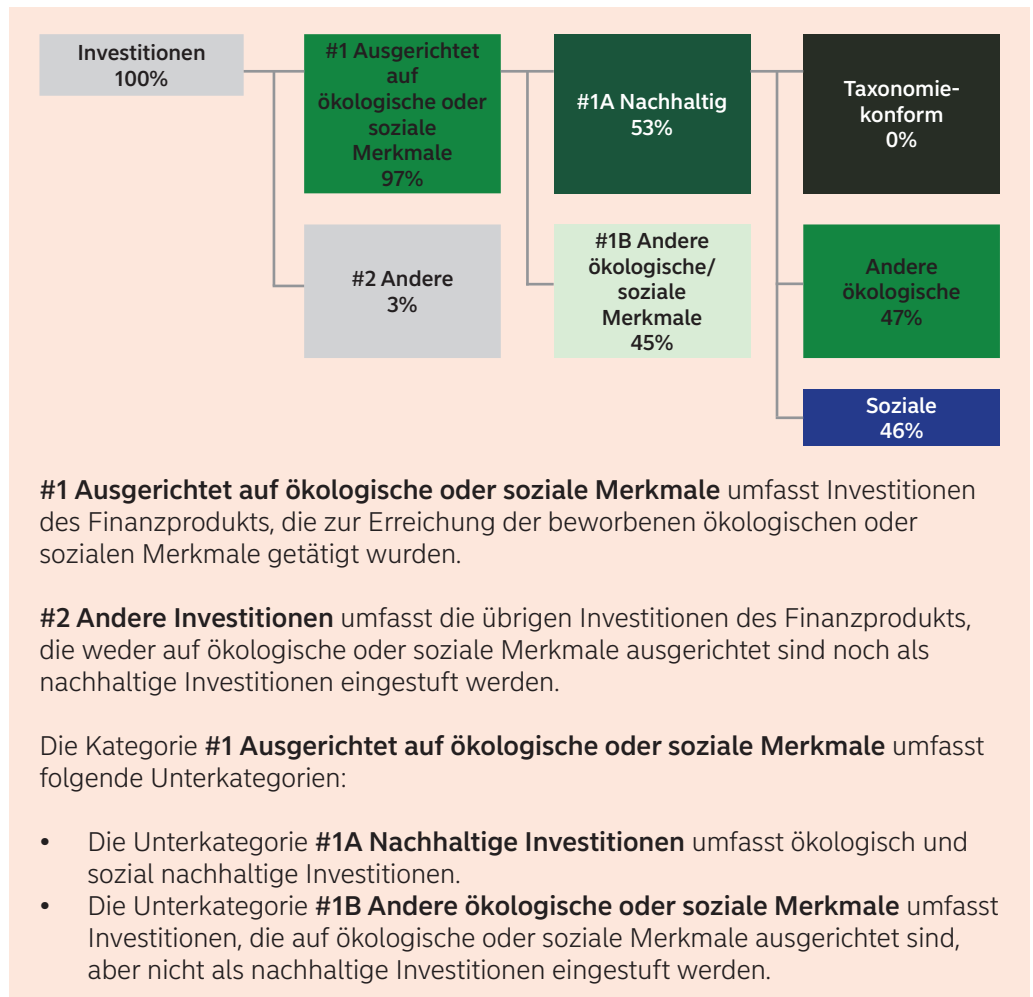 Investitionen
100%
#1 Ausgerichtet
auf
ökologische oder
soziale
Merkmale
97%
#1A Nachhaltig
53%
Taxonomie-
konform
0%
#2 Andere
3%
#1B Andere
ökologische/
soziale
Merkmale
45%
Andere
ökologische
47%
Soziale
46%
#1 Ausgerichtet auf ökologische oder soziale Merkmale umfasst Investitionen
des Finanzprodukts, die zur Erreichung der beworbenen ökologischen oder
sozialen Merkmale getätigt wurden.
#2 Andere Investitionen umfasst die übrigen Investitionen des Finanzprodukts,
die weder auf ökologische oder soziale Merkmale ausgerichtet sind noch als
nachhaltige Investitionen eingestuft werden.
Die Kategorie #1 Ausgerichtet auf ökologische oder soziale Merkmale umfasst
folgende Unterkategorien:
• Die Unterkategorie #1A Nachhaltige Investitionen umfasst ökologisch und
sozial nachhaltige Investitionen.
• Die Unterkategorie #1B Andere ökologische oder soziale Merkmale umfasst
Investitionen, die auf ökologische oder soziale Merkmale ausgerichtet sind,
aber nicht als nachhaltige Investitionen eingestuft werden.